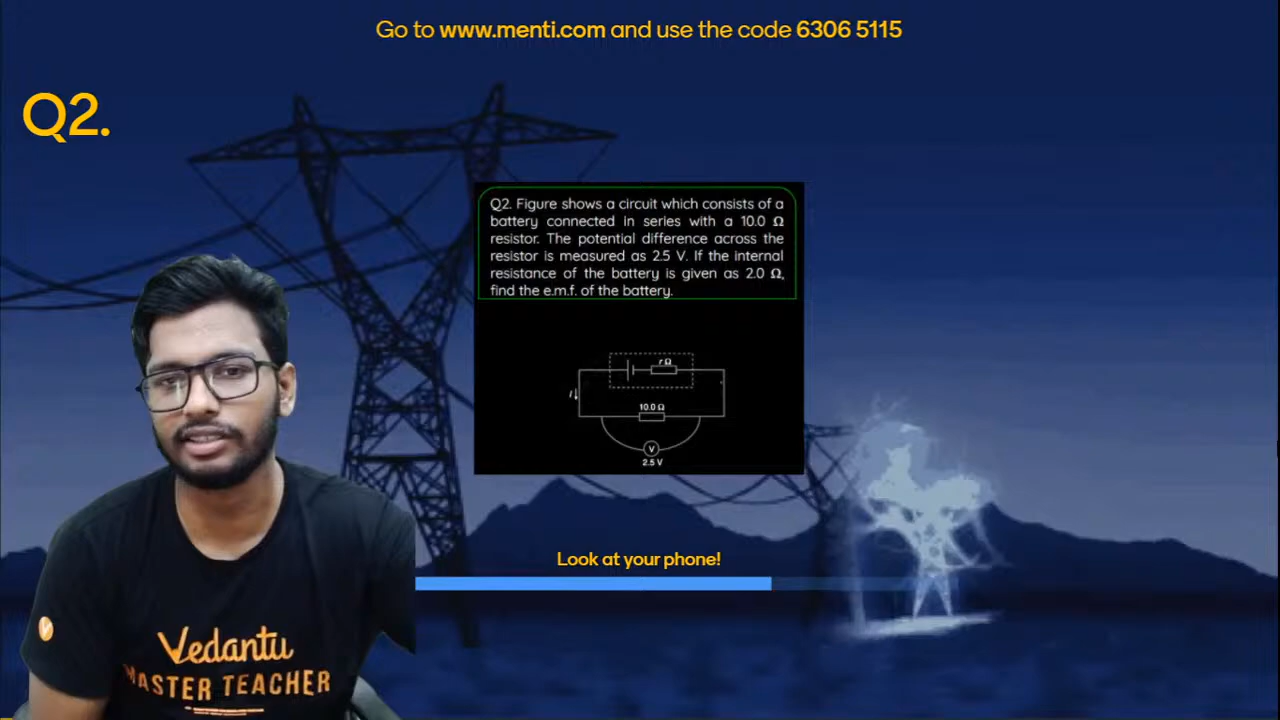 Go to www.menti.com and use the code 6306 5115
Q2.
Q2. Figure shows a circuit which consists of a
battery connected in series with a 10.0 Ω
resistor. The potential difference across the
resistor is measured as 2.5 V. If the internal
resistance of the battery is given as 2.0 Ω,
find the e.m.f. of the battery.
r Ω
I
10.0 Ω
V
2.5 V
Look at your phone!
Vedantu
MASTER TEACHER